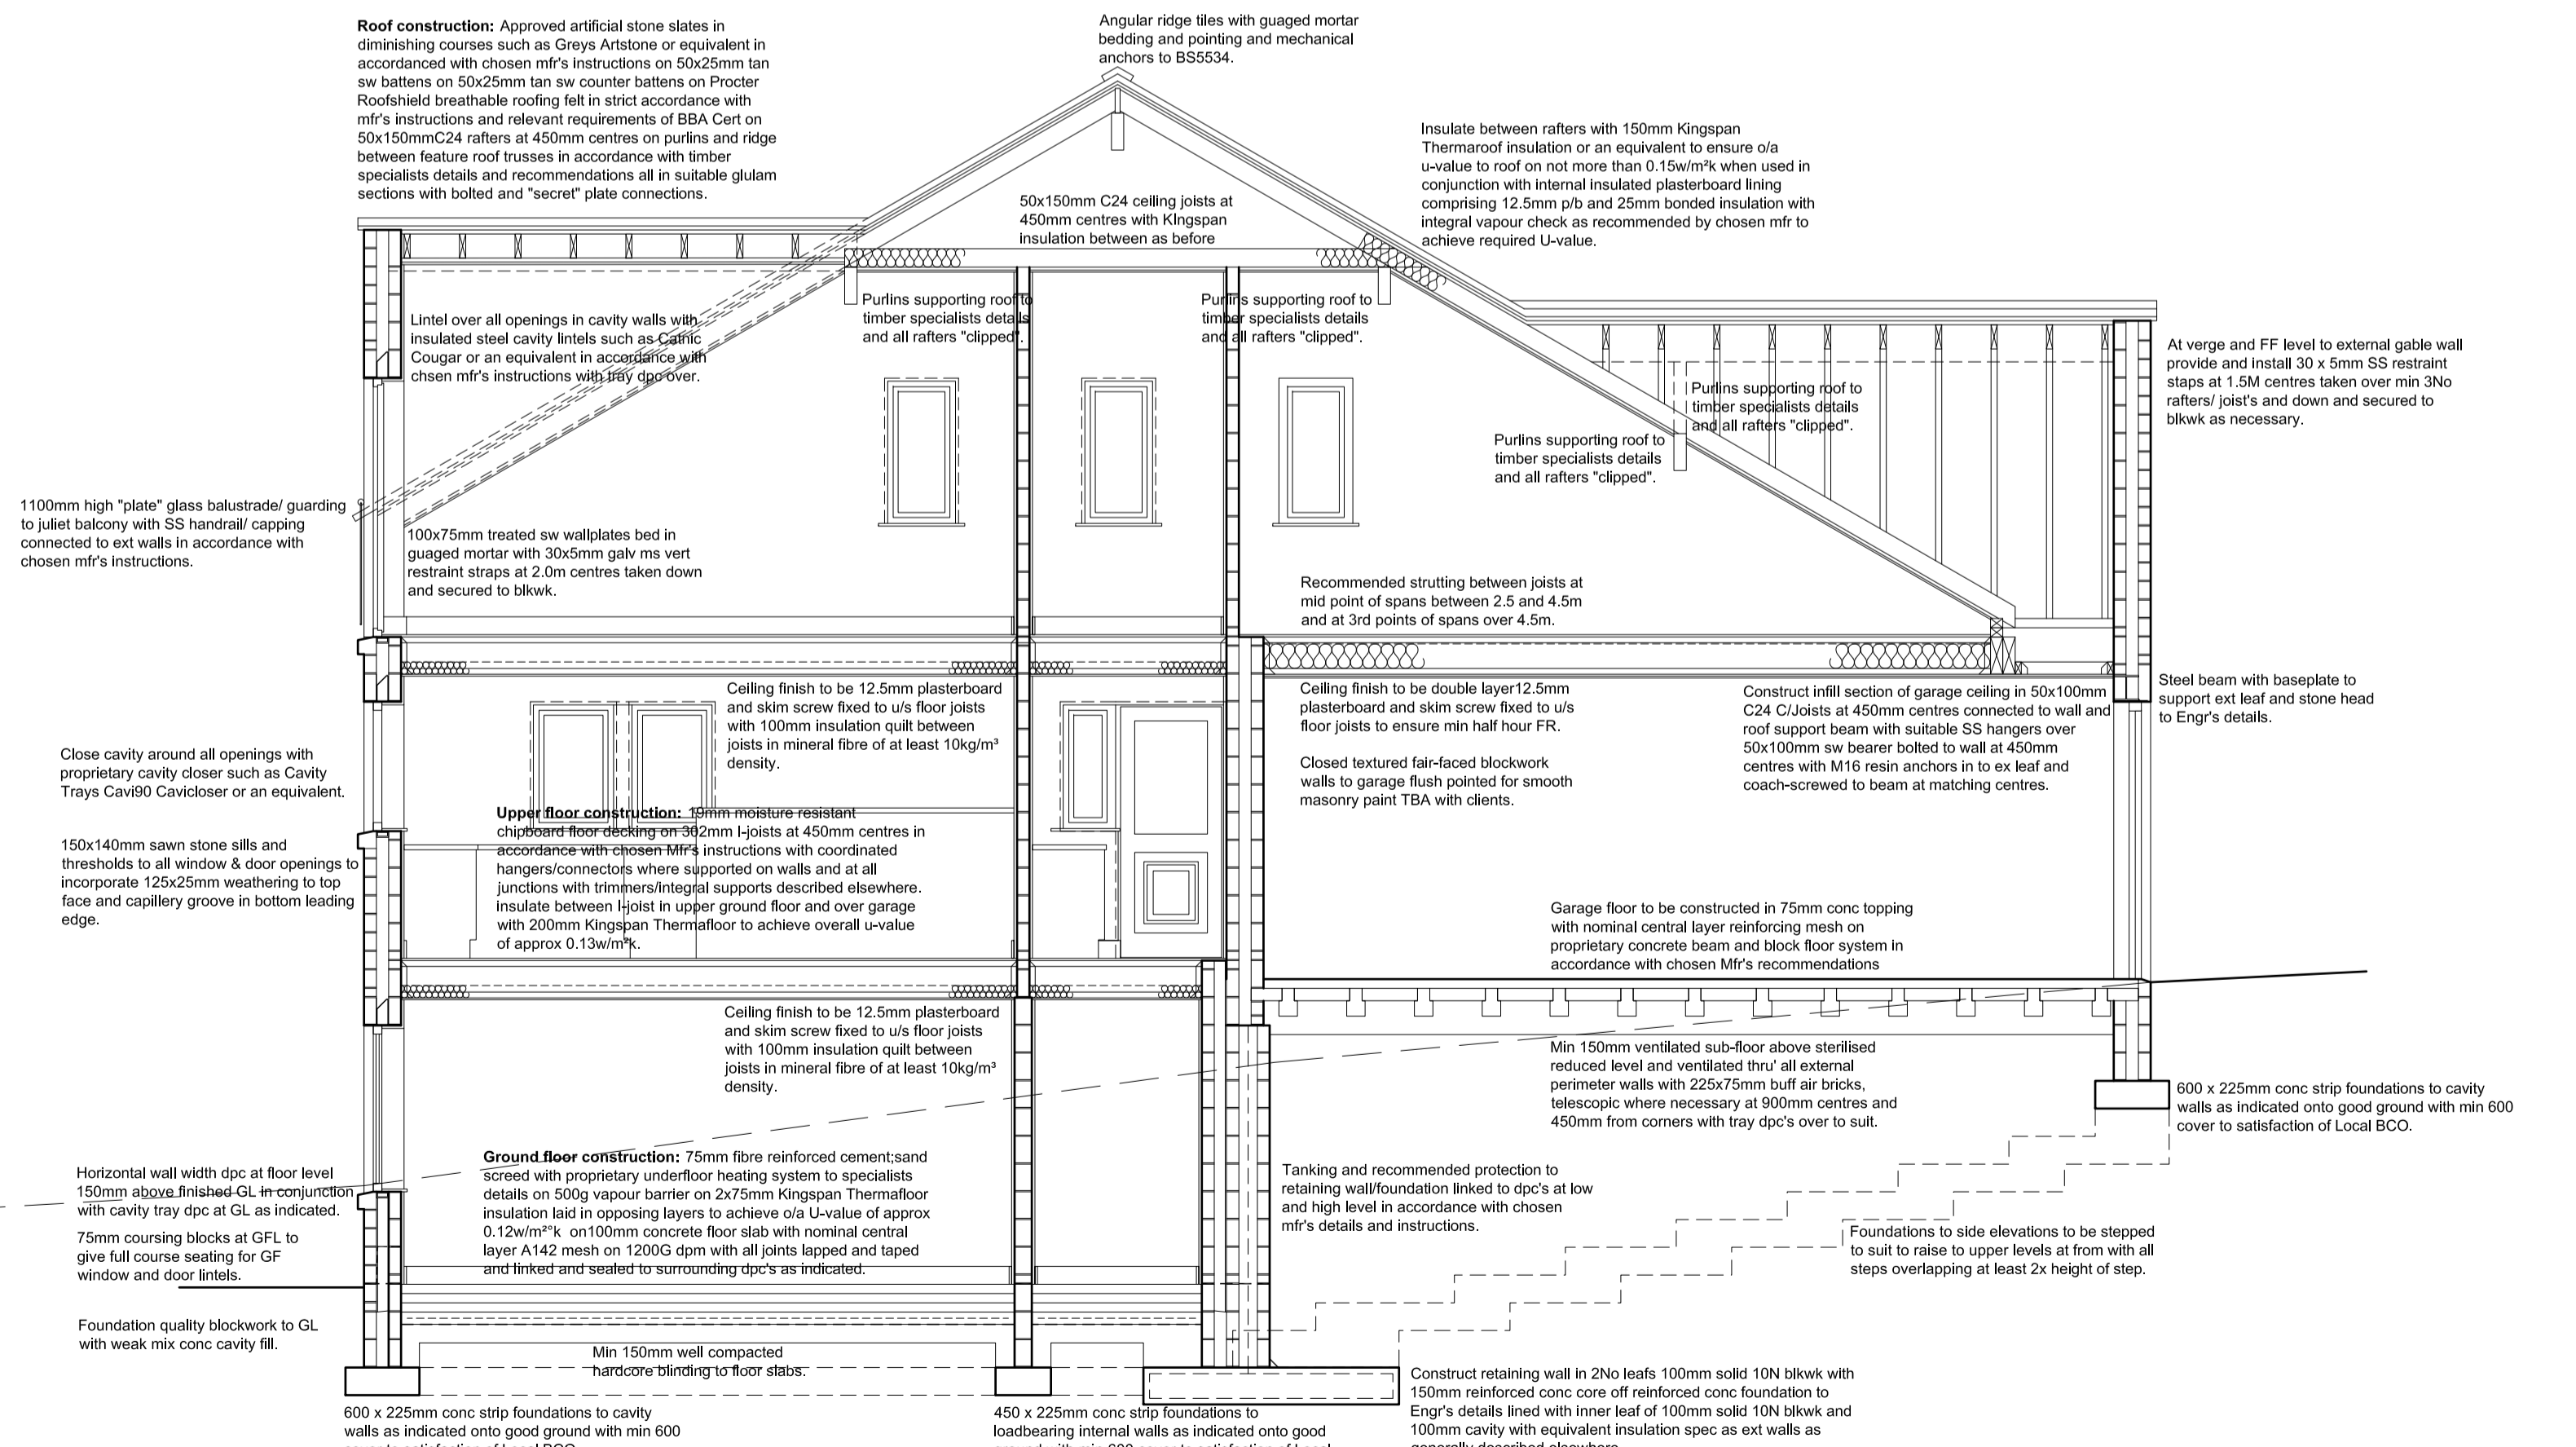 Roof construction: Approved artificial stone slates in
diminishing courses such as Greys Artstone or equivalent in
accordanced with chosen mfr's instructions on 50x25mm tan
sw battens on 50x25mm tan sw counter battens on Procter
Roofshield breathable roofing felt in strict accordance with
mfr's instructions and relevant requirements of BBA Cert on
50x150mmC24 rafters at 450mm centres on purlins and ridge
between feature roof trusses in accordance with timber
specialists details and recommendations all in suitable glulam
sections with bolted and "secret" plate connections.
Angular ridge tiles with guaged mortar
bedding and pointing and mechanical
anchors to BS5534.
Insulate between rafters with 150mm Kingspan
Thermaroof insulation or an equivalent to ensure o/a
u-value to roof on not more than 0.15w/m²k when used in
conjunction with internal insulated plasterboard lining
comprising 12.5mm p/b and 25mm bonded insulation with
integral vapour check as recommended by chosen mfr to
achieve required U-value.
50x150mm C24 ceiling joists at
450mm centres with KIngspan
insulation between as before
Purlins supporting roof to
timber specialists details
and all rafters "clipped".
Purlins supporting roof to
timber specialists details
and all rafters "clipped".
Lintel over all openings in cavity walls with
insulated steel cavity lintels such as Catnic
Cougar or an equivalent in accordance with
chsen mfr's instructions with tray dpc over.
At verge and FF level to external gable wall
provide and install 30 x 5mm SS restraint
staps at 1.5M centres taken over min 3No
rafters/ joist's and down and secured to
blkwk as necessary.
Purlins supporting roof to
timber specialists details
and all rafters "clipped".
Purlins supporting roof to
timber specialists details
and all rafters "clipped".
1100mm high "plate" glass balustrade/ guarding
to juliet balcony with SS handrail/ capping
connected to ext walls in accordance with
chosen mfr's instructions.
100x75mm treated sw wallplates bed in
guaged mortar with 30x5mm galv ms vert
restraint straps at 2.0m centres taken down
and secured to blkwk.
Recommended strutting between joists at
mid point of spans between 2.5 and 4.5m
and at 3rd points of spans over 4.5m.
Ceiling finish to be 12.5mm plasterboard
and skim screw fixed to u/s floor joists
with 100mm insulation quilt between
joists in mineral fibre of at least 10kg/m³
density.
Ceiling finish to be double layer12.5mm
plasterboard and skim screw fixed to u/s
floor joists to ensure min half hour FR.
Closed textured fair-faced blockwork
walls to garage flush pointed for smooth
masonry paint TBA with clients.
Construct infill section of garage ceiling in 50x100mm
C24 C/Joists at 450mm centres connected to wall and
roof support beam with suitable SS hangers over
50x100mm sw bearer bolted to wall at 450mm
centres with M16 resin anchors in to ex leaf and
coach-screwed to beam at matching centres.
Steel beam with baseplate to
support ext leaf and stone head
to Engr's details.
Close cavity around all openings with
proprietary cavity closer such as Cavity
Trays Cavi90 Cavicloser or an equivalent.
150x140mm sawn stone sills and
thresholds to all window & door openings to
incorporate 125x25mm weathering to top
face and capillery groove in bottom leading
edge.
Upper floor construction: 19mm moisture resistant
chipboard floor decking on 302mm I-joists at 450mm centres in
accordance with chosen Mfr's instructions with coordinated
hangers/connectors where supported on walls and at all
junctions with trimmers/integral supports described elsewhere.
insulate between I-joist in upper ground floor and over garage
with 200mm Kingspan Thermafloor to achieve overall u-value
of approx 0.13w/m²k.
Garage floor to be constructed in 75mm conc topping
with nominal central layer reinforcing mesh on
proprietary concrete beam and block floor system in
accordance with chosen Mfr's recommendations
Ceiling finish to be 12.5mm plasterboard
and skim screw fixed to u/s floor joists
with 100mm insulation quilt between
joists in mineral fibre of at least 10kg/m³
density.
Min 150mm ventilated sub-floor above sterilised
reduced level and ventilated thru' all external
perimeter walls with 225x75mm buff air bricks,
telescopic where necessary at 900mm centres and
450mm from corners with tray dpc's over to suit.
600 x 225mm conc strip foundations to cavity
walls as indicated onto good ground with min 600
cover to satisfaction of Local BCO.
Horizontal wall width dpc at floor level
150mm above finished GL in conjunction
with cavity tray dpc at GL as indicated.
75mm coursing blocks at GFL to
give full course seating for GF
window and door lintels.
Foundation quality blockwork to GL
with weak mix conc cavity fill.
Ground floor construction: 75mm fibre reinforced cement;sand
screed with proprietary underfloor heating system to specialists
details on 500g vapour barrier on 2x75mm Kingspan Thermafloor
insulation laid in opposing layers to achieve o/a U-value of approx
0.12w/m²°k on100mm concrete floor slab with nominal central
layer A142 mesh on 1200G dpm with all joints lapped and taped
and linked and sealed to surrounding dpc's as indicated.
Tanking and recommended protection to
retaining wall/foundation linked to dpc's at low
and high level in accordance with chosen
mfr's details and instructions.
Foundations to side elevations to be stepped
to suit to raise to upper levels at from with all
steps overlapping at least 2x height of step.
Min 150mm well compacted
hardcore blinding to floor slabs.
600 x 225mm conc strip foundations to cavity
walls as indicated onto good ground with min 600
450 x 225mm conc strip foundations to
loadbearing internal walls as indicated onto good
Construct retaining wall in 2No leafs 100mm solid 10N blkwk with
150mm reinforced conc core off reinforced conc foundation to
Engr's details lined with inner leaf of 100mm solid 10N blkwk and
100mm cavity with equivalent insulation spec as ext walls as